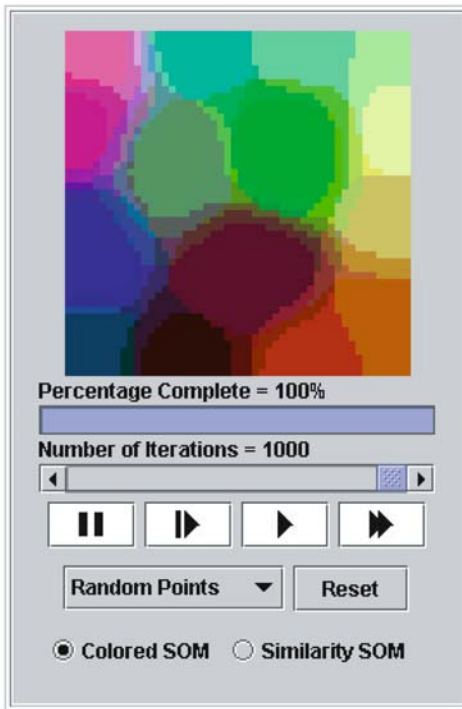 Percentage Complete = 100%
Number of Iterations = 1000
Random Points Reset
Colored SOM Similarity SOM